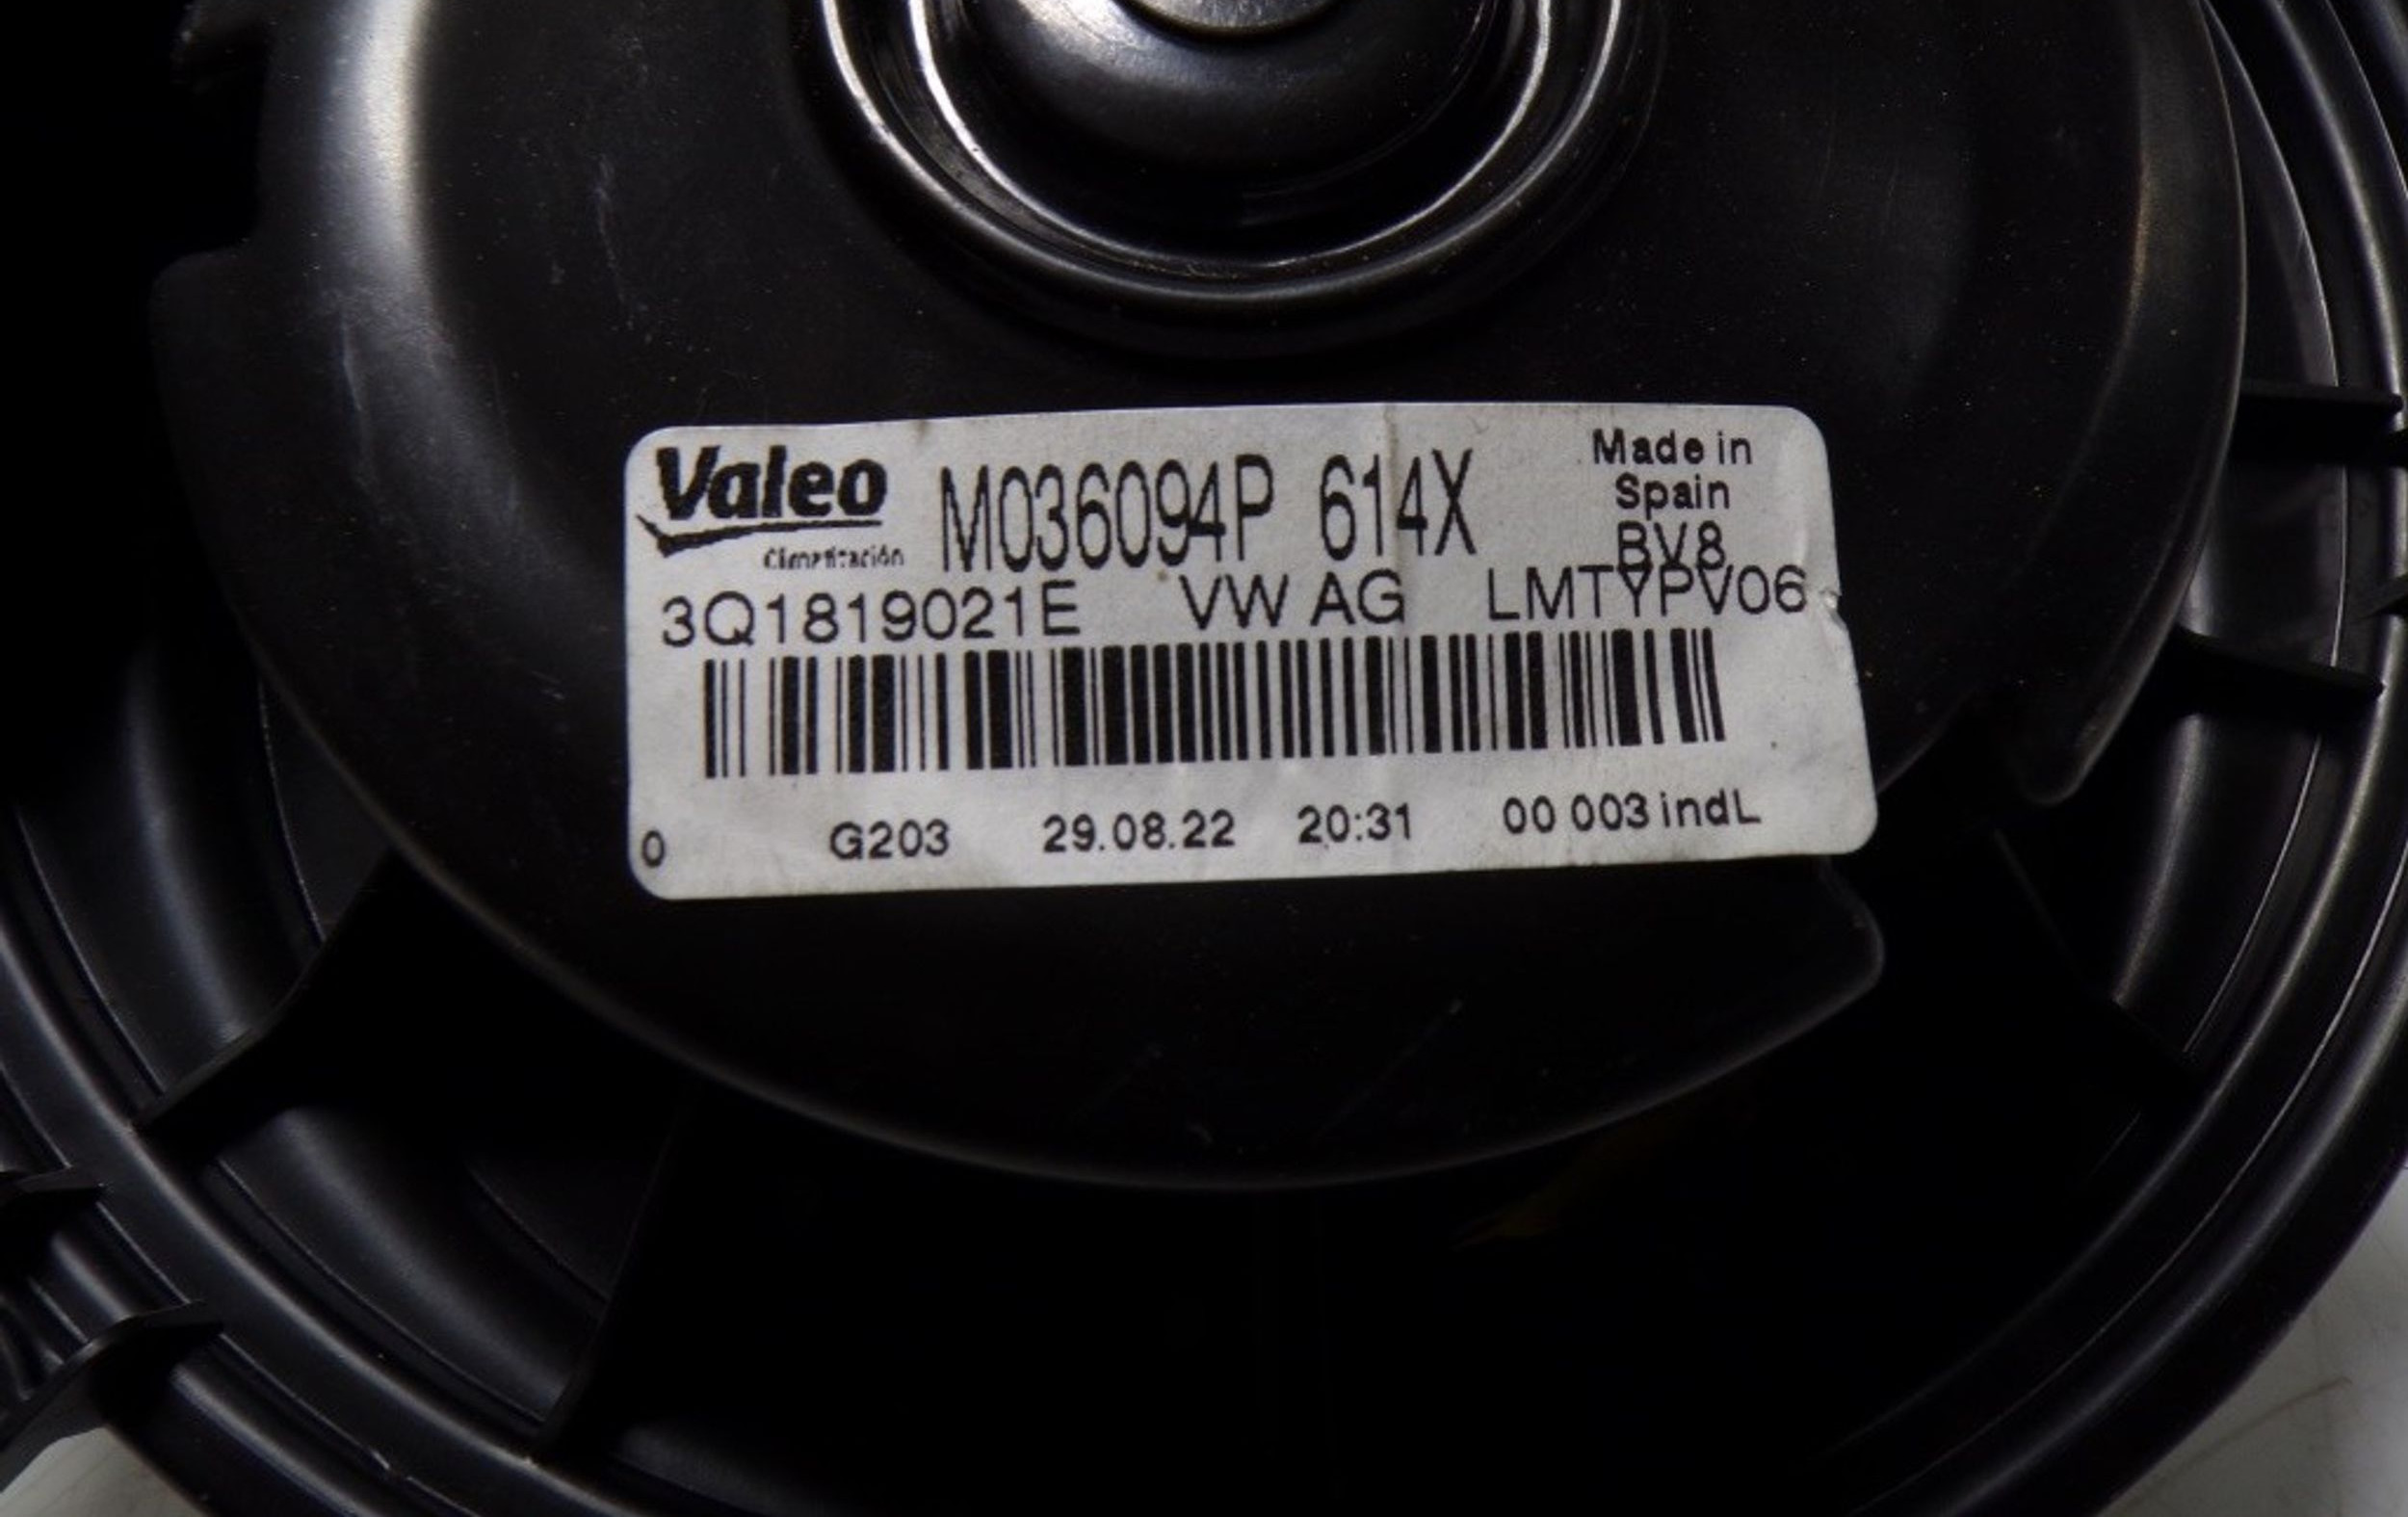 Valeo M036094P 614X Made in
Spain
Climatización BV8
3Q1819021E VW AG LMTYPV06
0 G203 29.08.22 20:31 00 003 indL